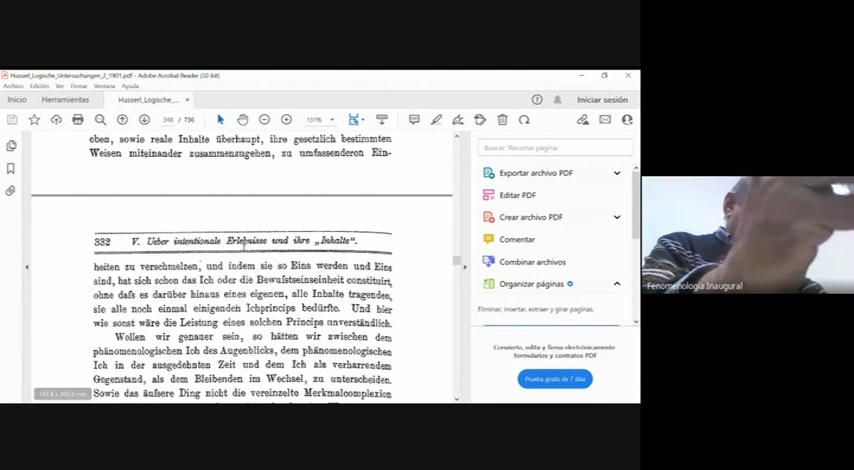 Husserl_Logische_Untersuchungen_2_1901.pdf - Adobe Acrobat Reader (32-bit)
Archivo Edición Ver Firmar Ventana Ayuda
Inicio Herramientas Husserl_Logische_... × Iniciar sesión
348 / 736 131%
eben, sowie reale Inhalte überhaupt, ihre gesetzlich bestimmten
Weisen miteinander zusammenzugehen, zu umfassenderen Ein-
332 V. Ueber intentionale Erlebnisse und ihre „Inhalte“.
heiten zu verschmelzen, und indem sie so Eins werden und Eins
sind, hat sich schon das Ich oder die Bewuſstseinseinheit constituirt,
ohne daſs es darüber hinaus eines eigenen, alle Inhalte tragenden,
sie alle noch einmal einigenden Ichprincips bedürfte. Und hier
wie sonst wäre die Leistung eines solchen Princips unverständlich.
Wollen wir genauer sein, so hätten wir zwischen dem
phänomenologischen Ich des Augenblicks, dem phänomenologischen
Ich in der ausgedehnten Zeit und dem Ich als verharrendem
Gegenstand, als dem Bleibenden im Wechsel, zu unterscheiden.
Sowie das äuſsere Ding nicht die vereinzelte Merkmalcomplexion
Buscar 'Recortar página'
Exportar archivo PDF
Editar PDF
Crear archivo PDF
Comentar
Combinar archivos
Organizar páginas
Eliminar, insertar, extraer y girar páginas.
Convierte, edita y firma electrónicamente
formularios y contratos PDF
Prueba gratis de 7 días
Fenomenología Inaugural